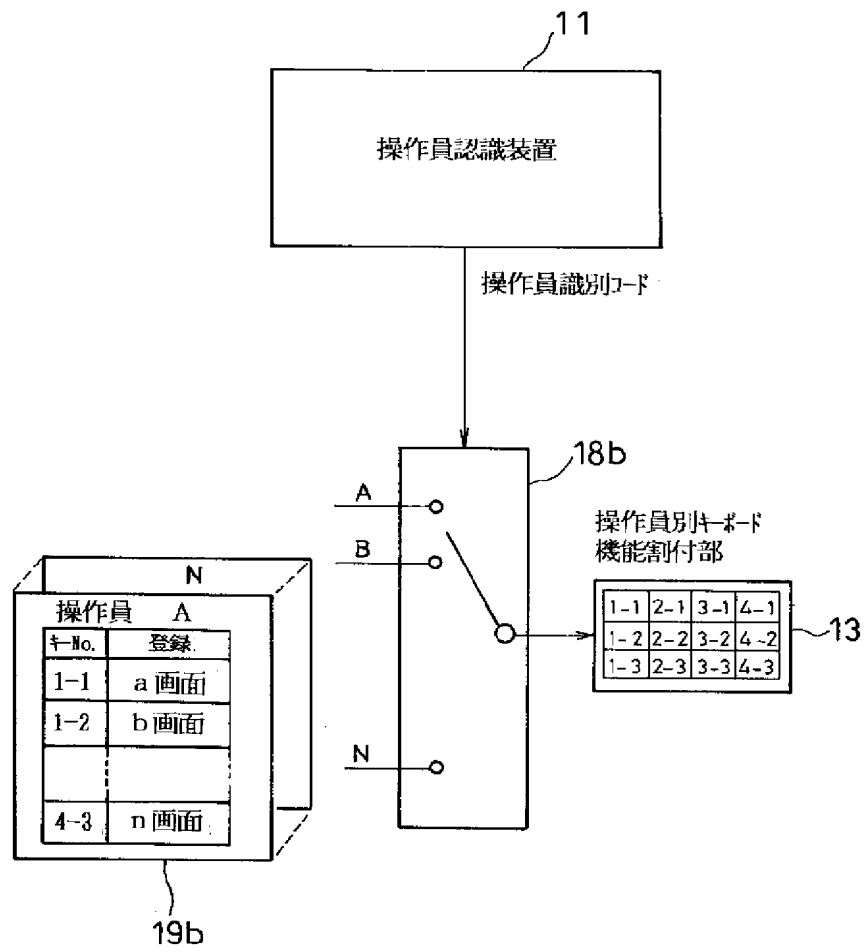 11
操作員認識装置
操作員識別コード
18b
A
B
N
操作員別キーボード
機能割付部
1-1 2-1 3-1 4-1
1-2 2-2 3-2 4-2
1-3 2-3 3-3 4-3
13
N
操作員 A
キーNo. 登録
1-1 a画面
1-2 b画面
4-3 n画面
19b